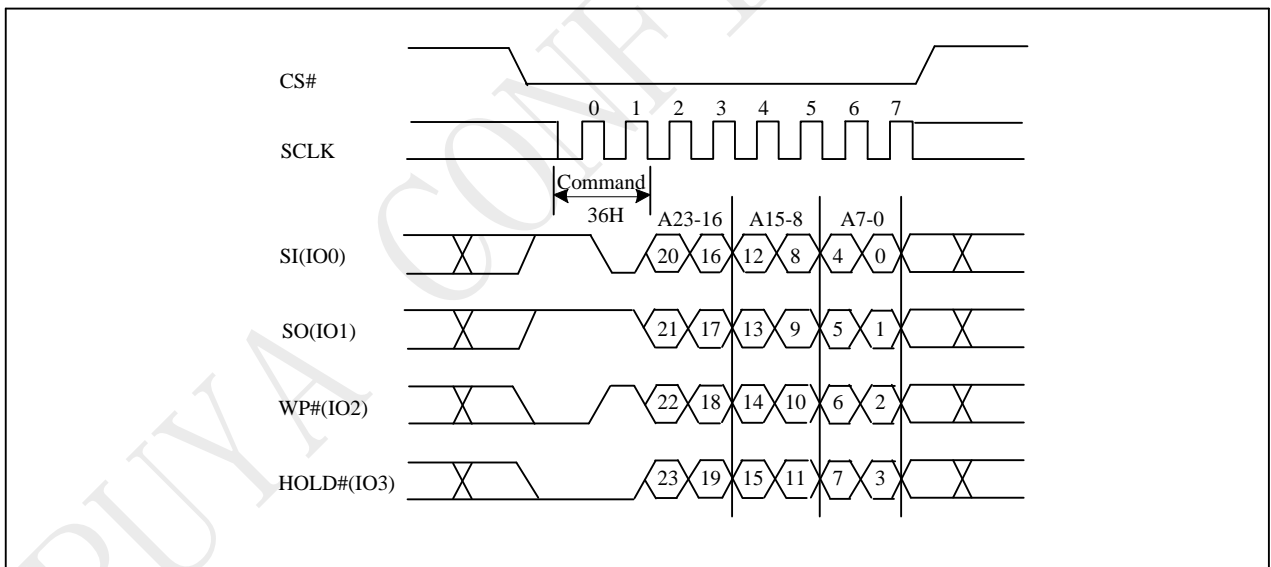 PUYA CONF
CS#
0 1 2 3 4 5 6 7
SCLK
Command
36H
A23-16 A15-8 A7-0
SI(IO0) 20 16 12 8 4 0
SO(IO1) 21 17 13 9 5 1
WP#(IO2) 22 18 14 10 6 2
HOLD#(IO3) 23 19 15 11 7 3